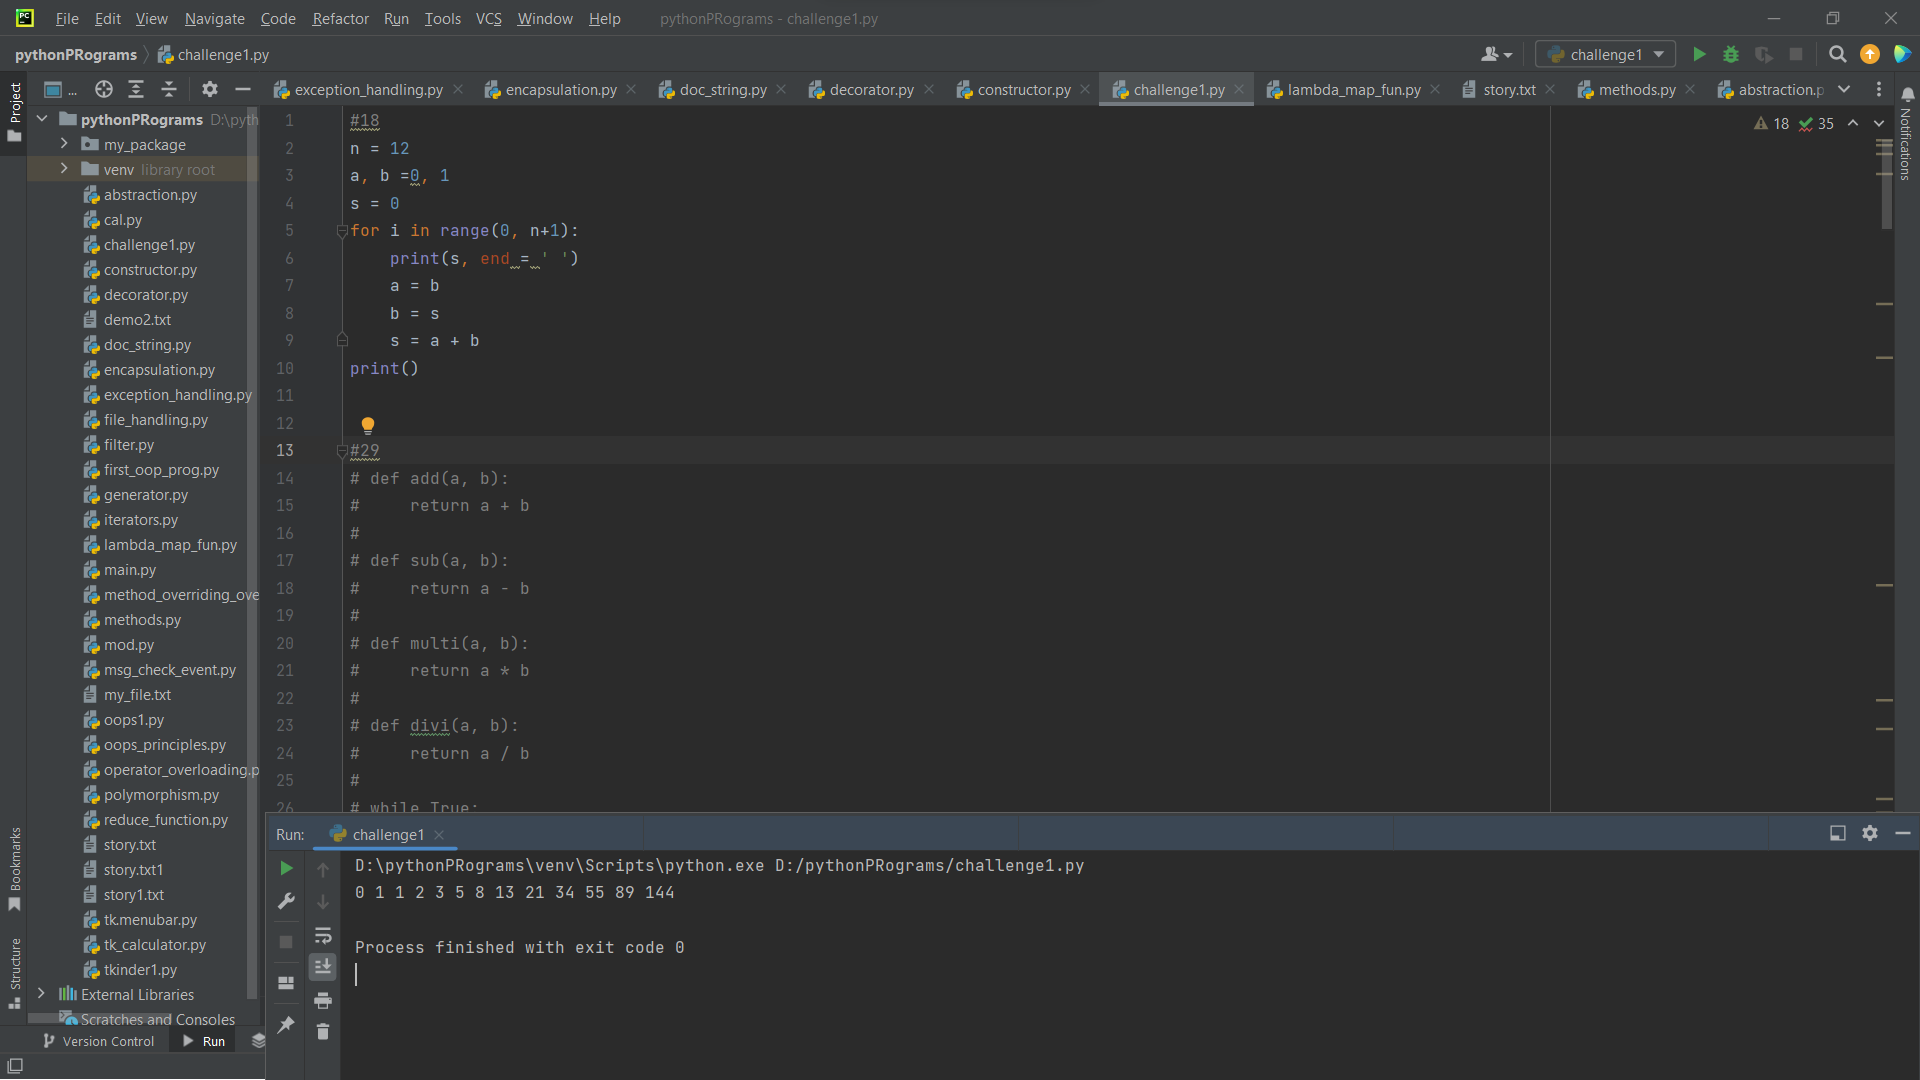 File Edit View Navigate Code Refactor Run Tools VCS Window Help pythonPRograms - challenge1.py
pythonPRograms challenge1.py challenge1
... exception_handling.py encapsulation.py doc_string.py decorator.py constructor.py challenge1.py lambda_map_fun.py story.txt methods.py abstraction.p
Project
Bookmarks
Structure
Notifications
pythonPRograms D:\pyth
my_package
venv library root
abstraction.py
cal.py
challenge1.py
constructor.py
decorator.py
demo2.txt
doc_string.py
encapsulation.py
exception_handling.py
file_handling.py
filter.py
first_oop_prog.py
generator.py
iterators.py
lambda_map_fun.py
main.py
method_overriding_ove
methods.py
mod.py
msg_check_event.py
my_file.txt
oops1.py
oops_principles.py
operator_overloading.p
polymorphism.py
reduce_function.py
story.txt
story.txt1
story1.txt
tk.menubar.py
tk_calculator.py
tkinder1.py
External Libraries
Scratches and Consoles
18 35
1 #18
2 n = 12
3 a, b =0, 1
4 s = 0
5 for i in range(0, n+1):
6     print(s, end = ' ')
7     a = b
8     b = s
9     s = a + b
10 print()
11
12
13 #29
14 # def add(a, b):
15 #     return a + b
16 #
17 # def sub(a, b):
18 #     return a - b
19 #
20 # def multi(a, b):
21 #     return a * b
22 #
23 # def divi(a, b):
24 #     return a / b
25 #
26 # while True:
Run: challenge1
D:\pythonPRograms\venv\Scripts\python.exe D:/pythonPRograms/challenge1.py
0 1 1 2 3 5 8 13 21 34 55 89 144
Process finished with exit code 0
Version Control Run